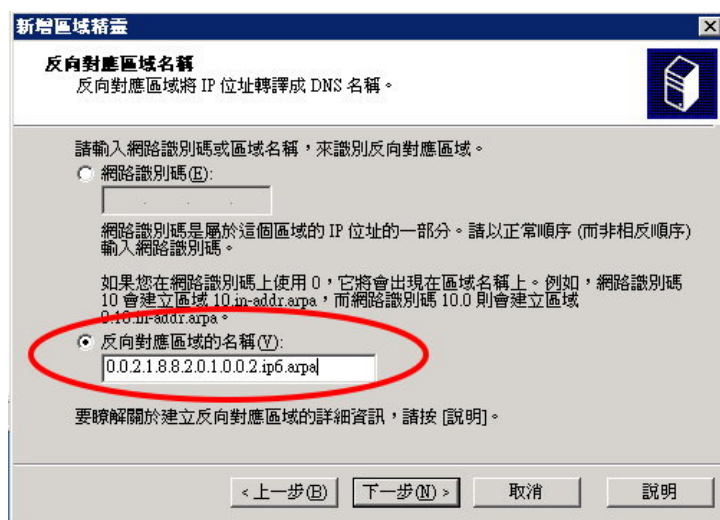 新增區域精靈
反向對應區域名稱
反向對應區域將 IP 位址轉譯成 DNS 名稱。
請輸入網路識別碼或區域名稱，來識別反向對應區域。
網路識別碼(E):
. . .
網路識別碼是屬於這個區域的 IP 位址的一部分。請以正常順序 (而非相反順序)
輸入網路識別碼。
如果您在網路識別碼上使用 0，它將會出現在區域名稱上。例如，網路識別碼
10 會建立區域 10.in-addr.arpa，而網路識別碼 10.0 則會建立區域
0.10.in-addr.arpa。
反向對應區域的名稱(V):
0.0.2.1.8.8.2.0.1.0.0.2.ip6.arpa
要瞭解關於建立反向對應區域的詳細資訊，請按 [說明]。
<上一步(B) 下一步(N)> 取消 說明